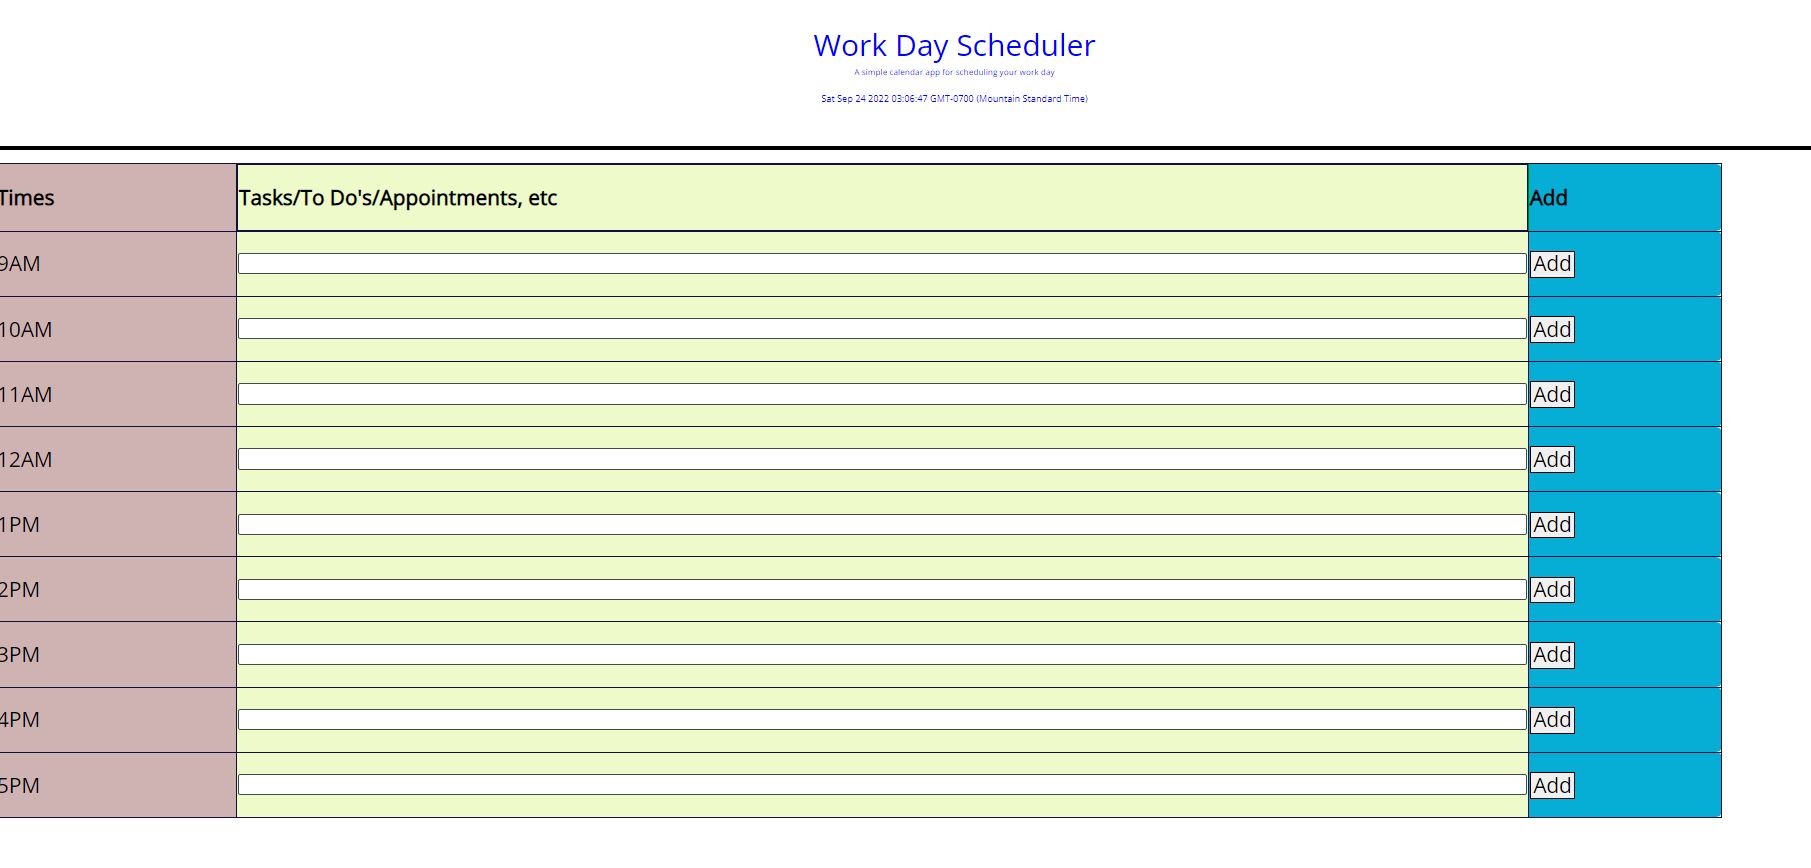 Work Day Scheduler
A simple calendar app for scheduling your work day
Sat Sep 24 2022 03:06:47 GMT-0700 (Mountain Standard Time)
Times Tasks/To Do's/Appointments, etc Add
9AM Add
10AM Add
11AM Add
12AM Add
1PM Add
2PM Add
3PM Add
4PM Add
5PM Add